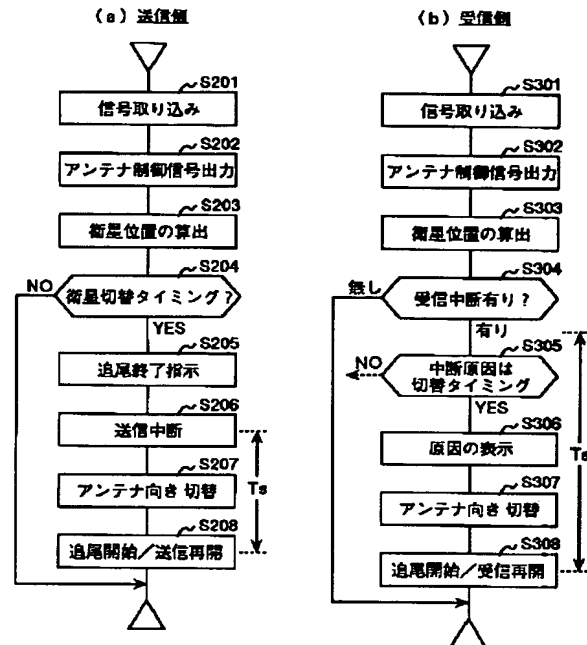 (a) 送信側
S201
信号取り込み
S202
アンテナ制御信号出力
S203
衛星位置の算出
S204
衛星切替タイミング?
NO
YES
S205
追尾終了指示
S206
送信中断
S207
アンテナ向き 切替
Ts
S208
追尾開始/送信再開
(b) 受信側
S301
信号取り込み
S302
アンテナ制御信号出力
S303
衛星位置の算出
S304
受信中断有り?
無し
有り
S305
中断原因は
切替タイミング
NO
YES
S306
原因の表示
S307
アンテナ向き 切替
Ts
S308
追尾開始/受信再開